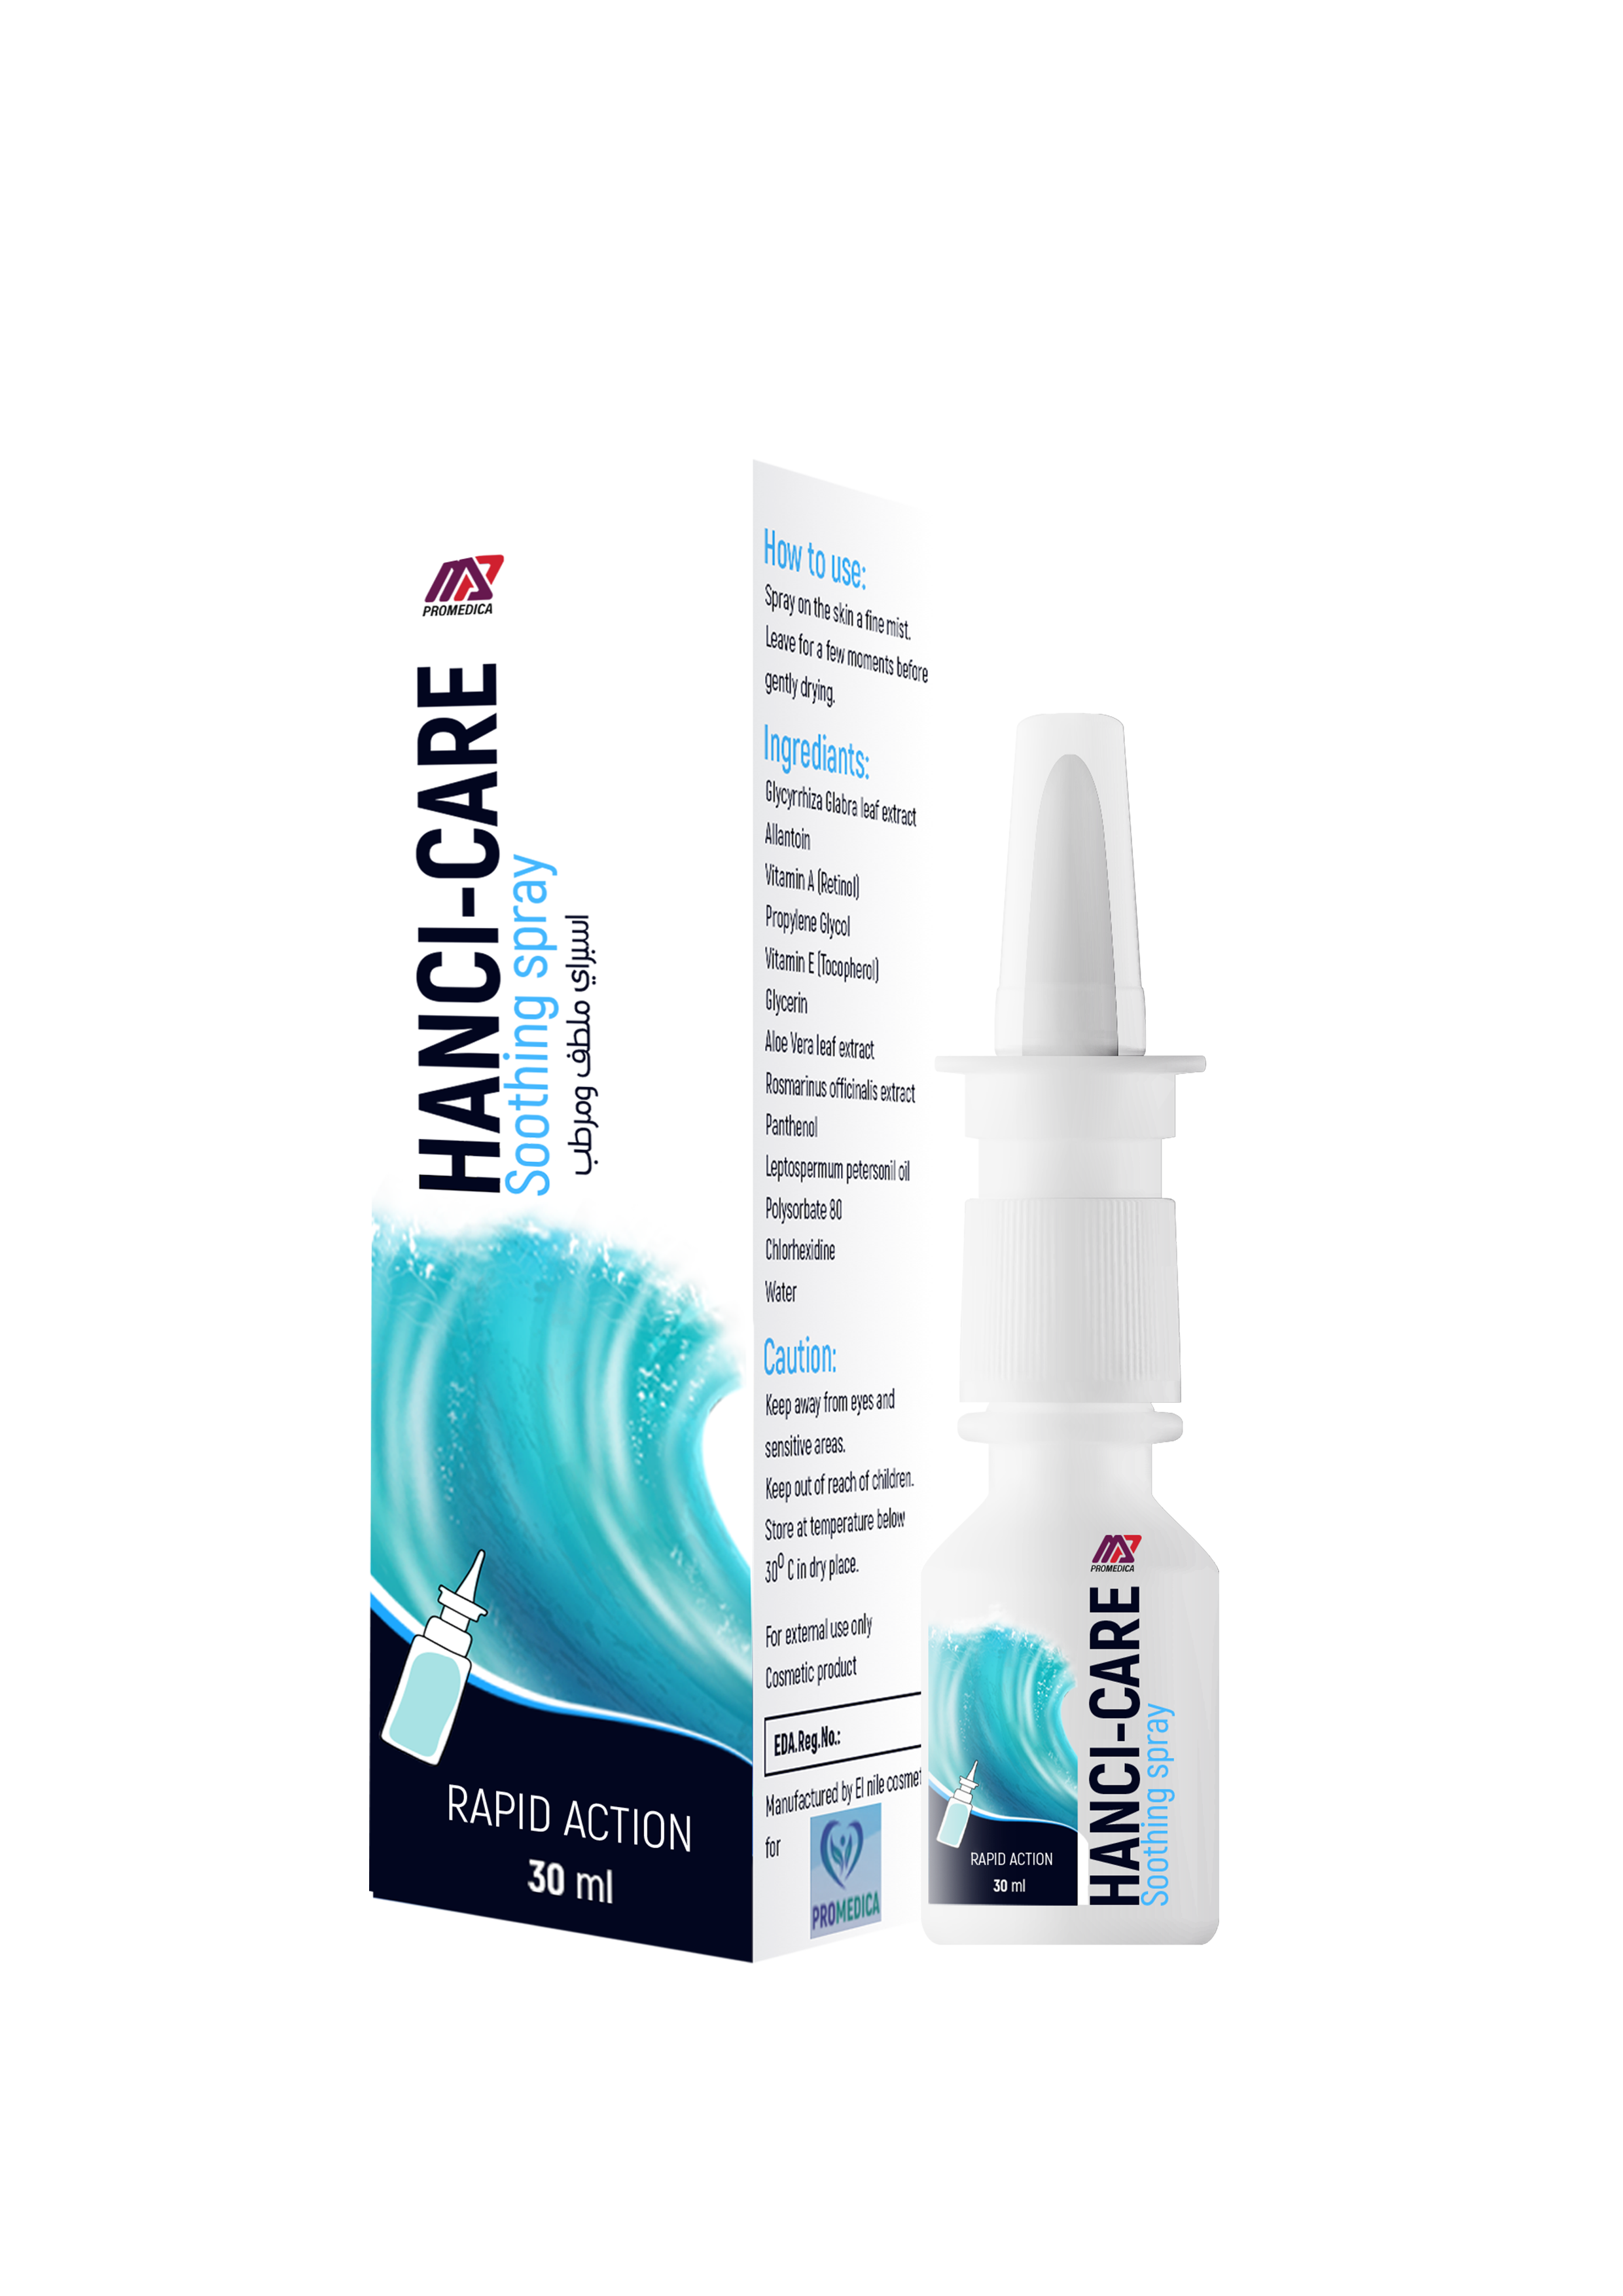 PROMEDICA
HANCI-CARE
Soothing spray
اسبراي ملطف ومرطب
RAPID ACTION
30 ml
How to use:
Spray on the skin a fine mist.
Leave for a few moments before
gently drying.
Ingrediants:
Glycyrrhiza Glabra leaf extract
Allantoin
Vitamin A (Retinol)
Propylene Glycol
Vitamin E (Tocopherol)
Glycerin
Aloe Vera leaf extract
Rosmarinus officinalis extract
Panthenol
Leptospermum petersonil oil
Polysorbate 80
Chlorhexidine
Water
Caution:
Keep away from eyes and
sensitive areas.
Keep out of reach of children.
Store at temperature below
30⁰ C in dry place.
For external use only
Cosmetic product
EDA.Reg.No.:
Manufactured by El nile cosmet
for
PROMEDICA
PROMEDICA
HANCI-CARE
Soothing spray
RAPID ACTION
30 ml